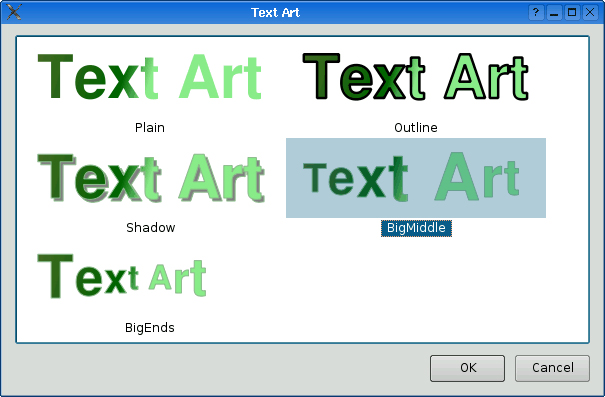 Text Art
Text Art Text Art
Plain Outline
Text Art Text Art
Shadow BigMiddle
Text Art
BigEnds
OK Cancel